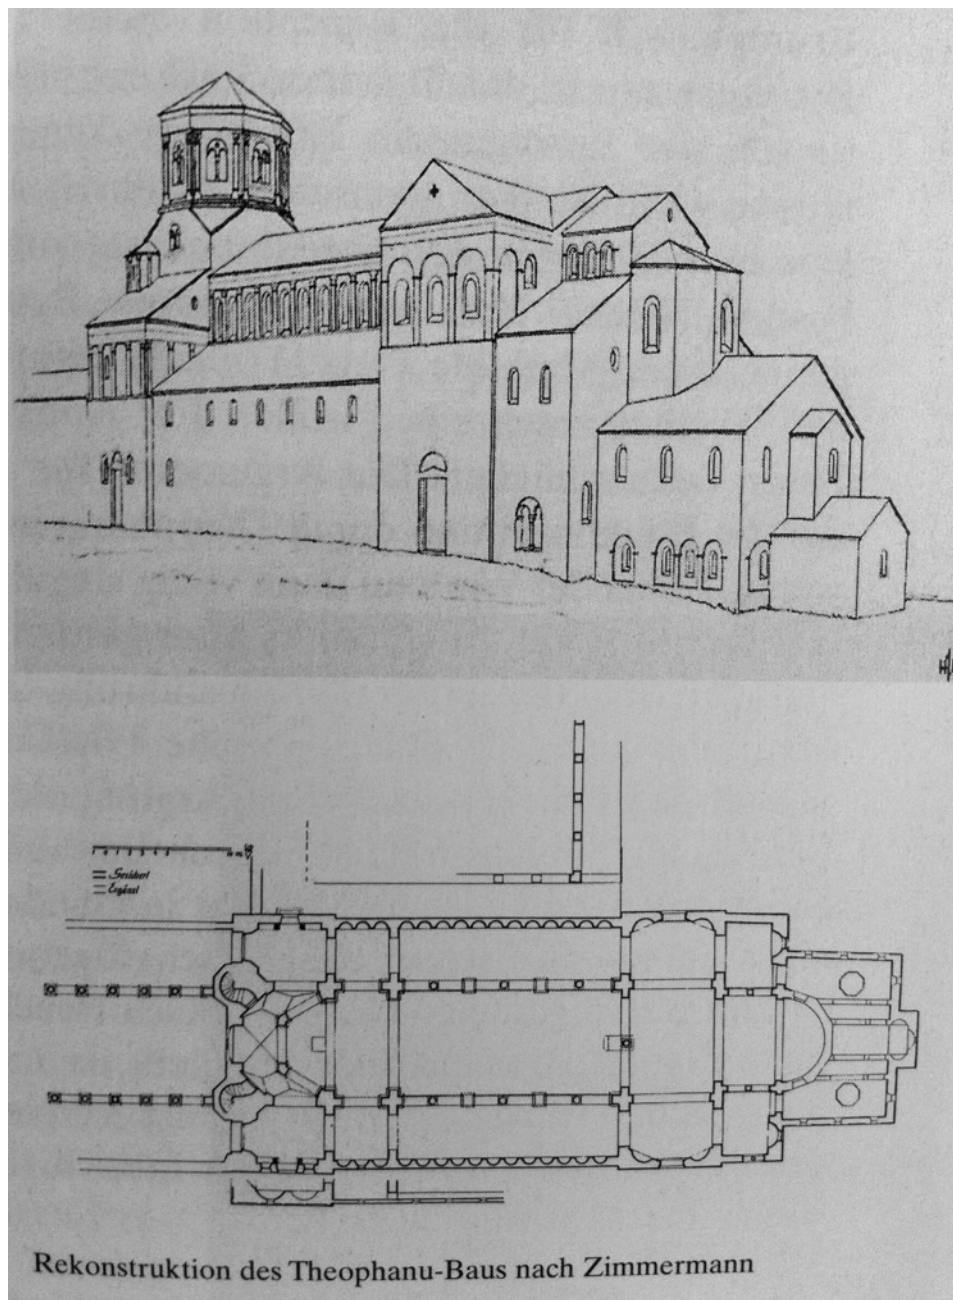 Gesichert
Ergänzt
Rekonstruktion des Theophanu-Baus nach Zimmermann